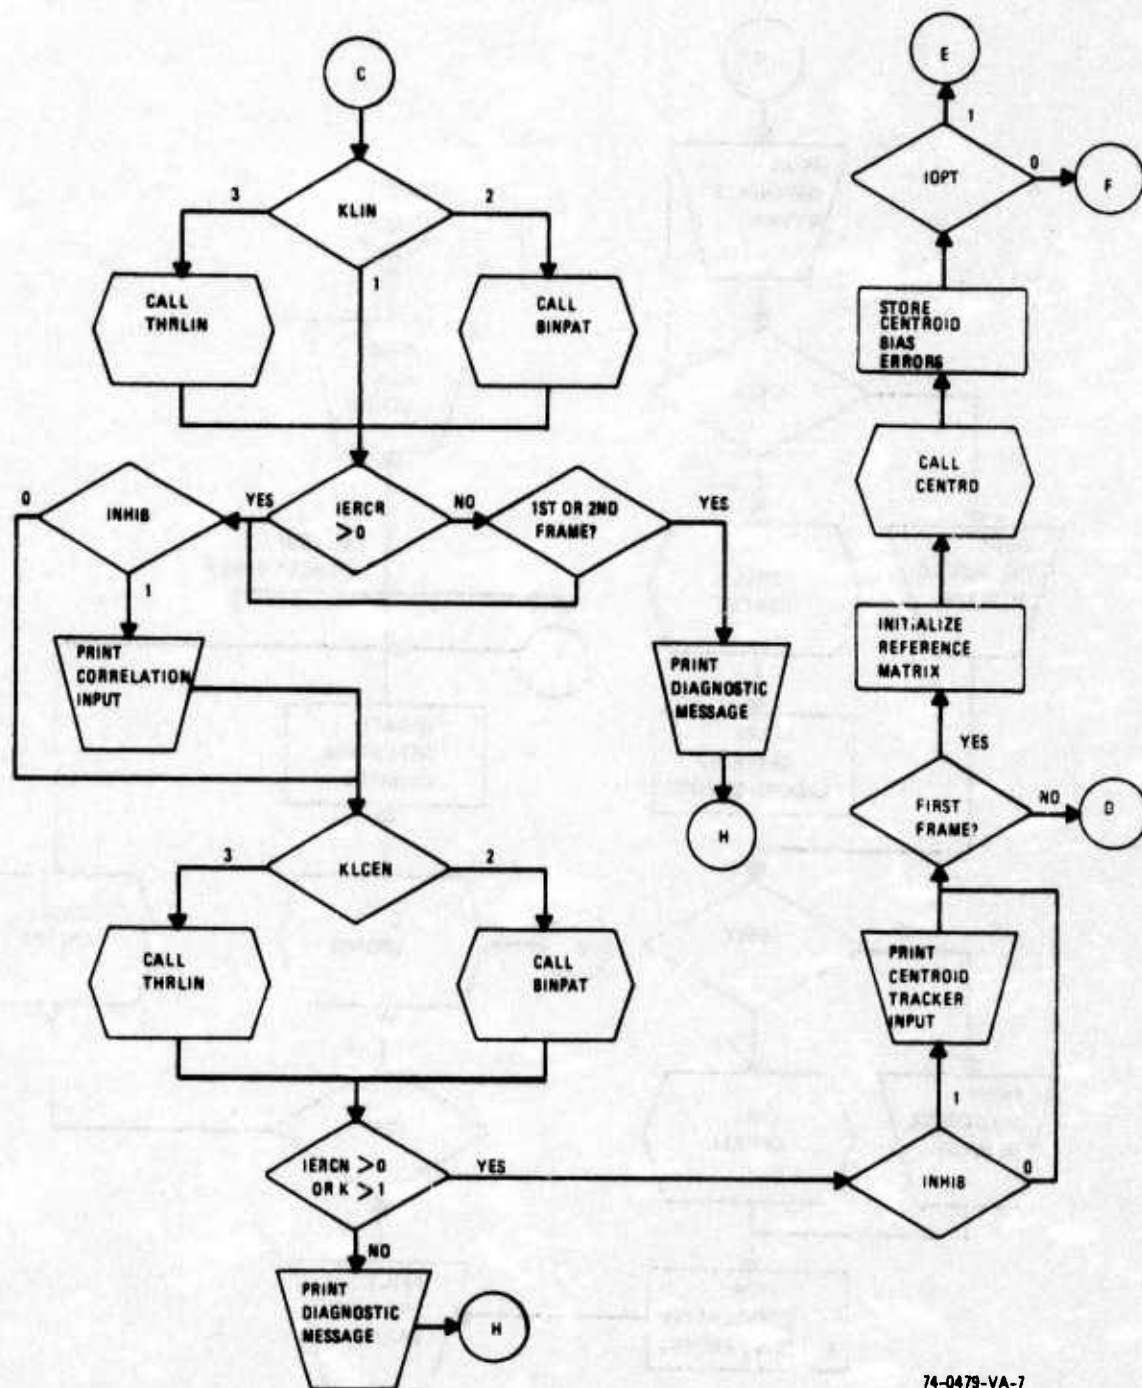 C
KLIN
3
2
1
CALL
THRLIN
CALL
BINPAT
INHIB
0
1
YES
IERCR
>0
NO
1ST OR 2ND
FRAME?
YES
PRINT
CORRELATION
INPUT
PRINT
DIAGNOSTIC
MESSAGE
H
KLCEN
3
2
CALL
THRLIN
CALL
BINPAT
IERCN >0
OR K >1
YES
NO
PRINT
DIAGNOSTIC
MESSAGE
H
E
1
IOPT
0
F
STORE
CENTROID
BIAS
ERRORS
CALL
CENTRD
INITIALIZE
REFERENCE
MATRIX
YES
FIRST
FRAME?
NO
D
PRINT
CENTROID
TRACKER
INPUT
1
INHIB
0
74-0479-VA-7